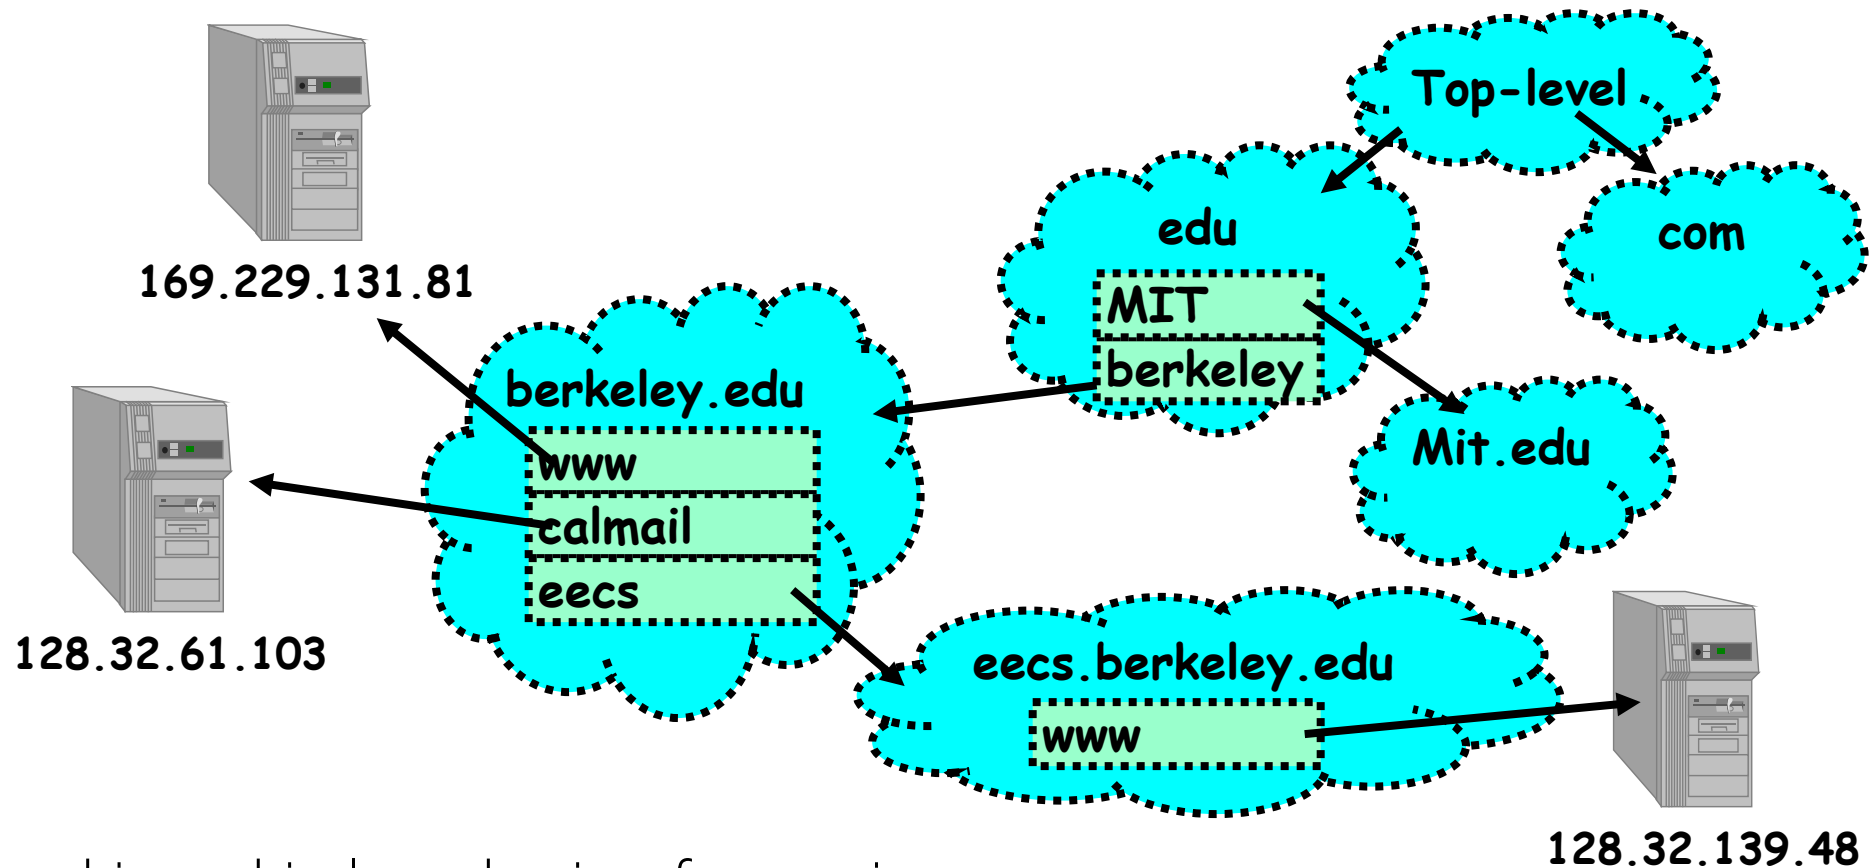 Top-level
edu
com
MIT
berkeley
Mit.edu
169.229.131.81
berkeley.edu
www
calmail
eecs
128.32.61.103
eecs.berkeley.edu
www
128.32.139.48